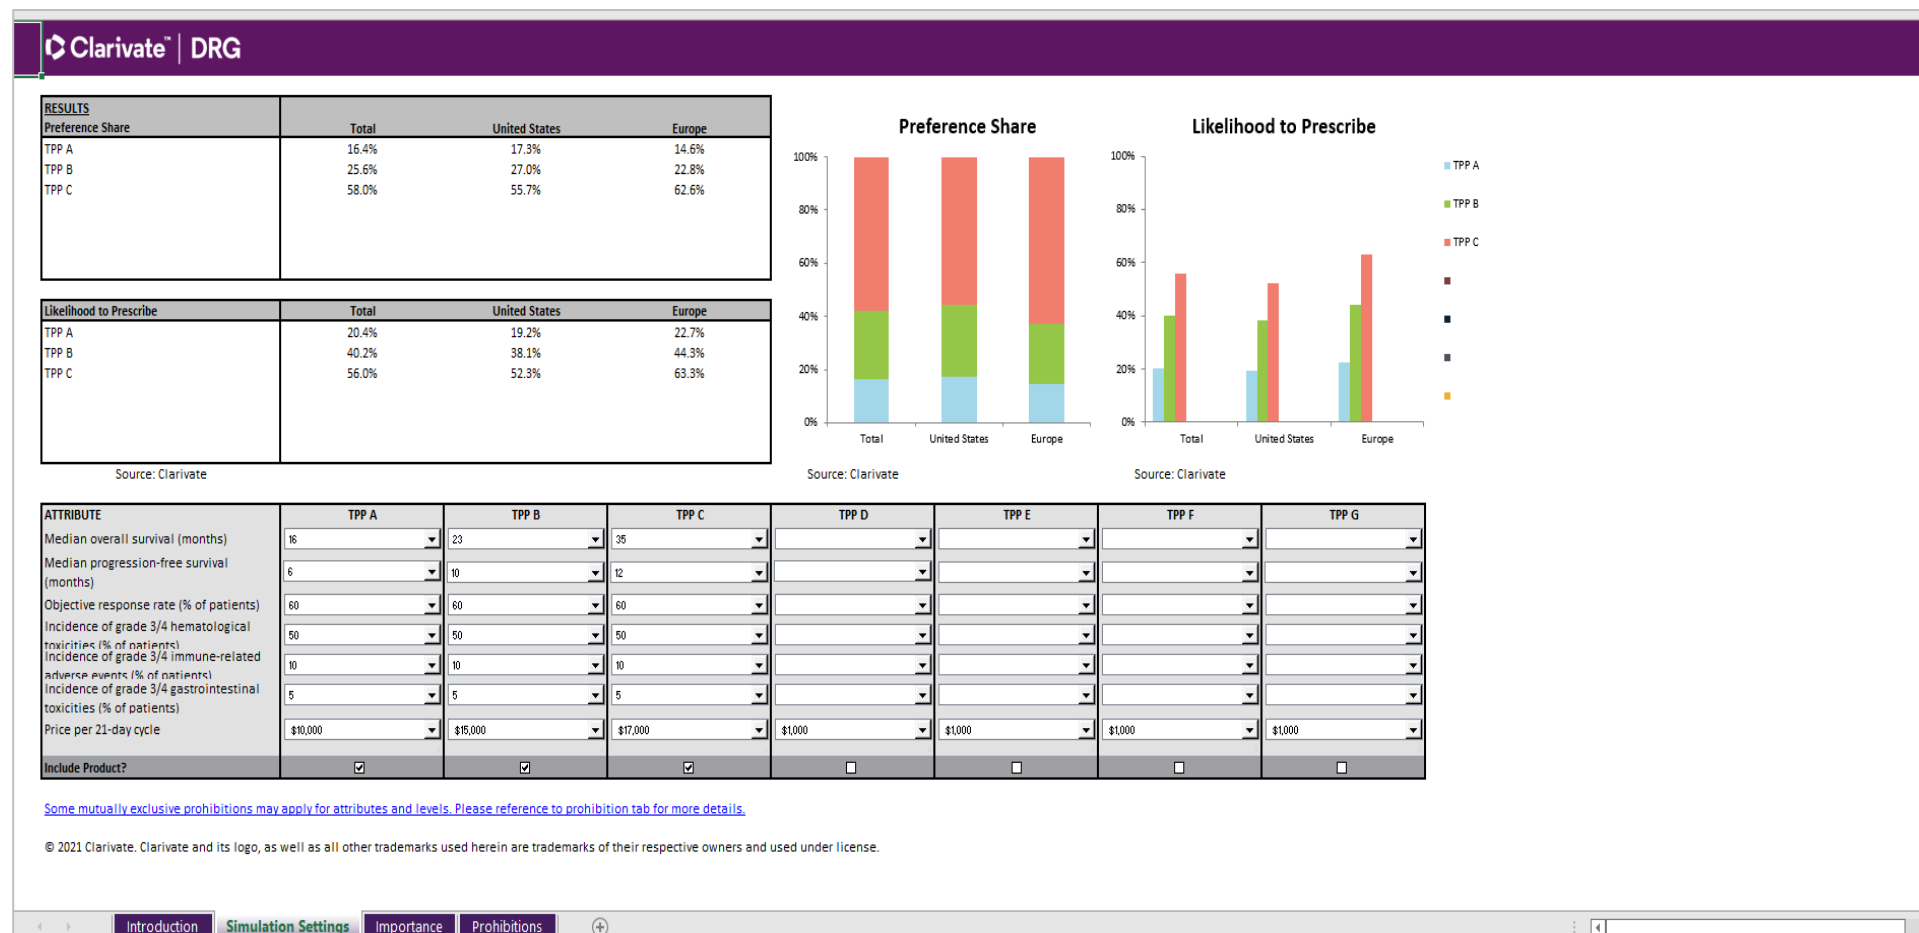 Clarivate™ | DRG
RESULTS
Preference Share Total United States Europe
TPP A 16.4% 17.3% 14.6%
TPP B 25.6% 27.0% 22.8%
TPP C 58.0% 55.7% 62.6%
Likelihood to Prescribe Total United States Europe
TPP A 20.4% 19.2% 22.7%
TPP B 40.2% 38.1% 44.3%
TPP C 56.0% 52.3% 63.3%
Source: Clarivate
Preference Share
100%
80%
60%
40%
20%
0%
Total United States Europe
Source: Clarivate
Likelihood to Prescribe
100%
80%
60%
40%
20%
0%
Total United States Europe
Source: Clarivate
TPP A
TPP B
TPP C
ATTRIBUTE TPP A TPP B TPP C TPP D TPP E TPP F TPP G
Median overall survival (months) 16 23 35
Median progression-free survival
(months) 6 10 12
Objective response rate (% of patients) 60 60 60
Incidence of grade 3/4 hematological
toxicities (% of patients) 50 50 50
Incidence of grade 3/4 immune-related
adverse events (% of patients) 10 10 10
Incidence of grade 3/4 gastrointestinal
toxicities (% of patients) 5 5 5
Price per 21-day cycle $10,000 $15,000 $17,000 $1,000 $1,000 $1,000 $1,000
Include Product?
Some mutually exclusive prohibitions may apply for attributes and levels. Please reference to prohibition tab for more details.
© 2021 Clarivate. Clarivate and its logo, as well as all other trademarks used herein are trademarks of their respective owners and used under license.
Introduction Simulation Settings Importance Prohibitions